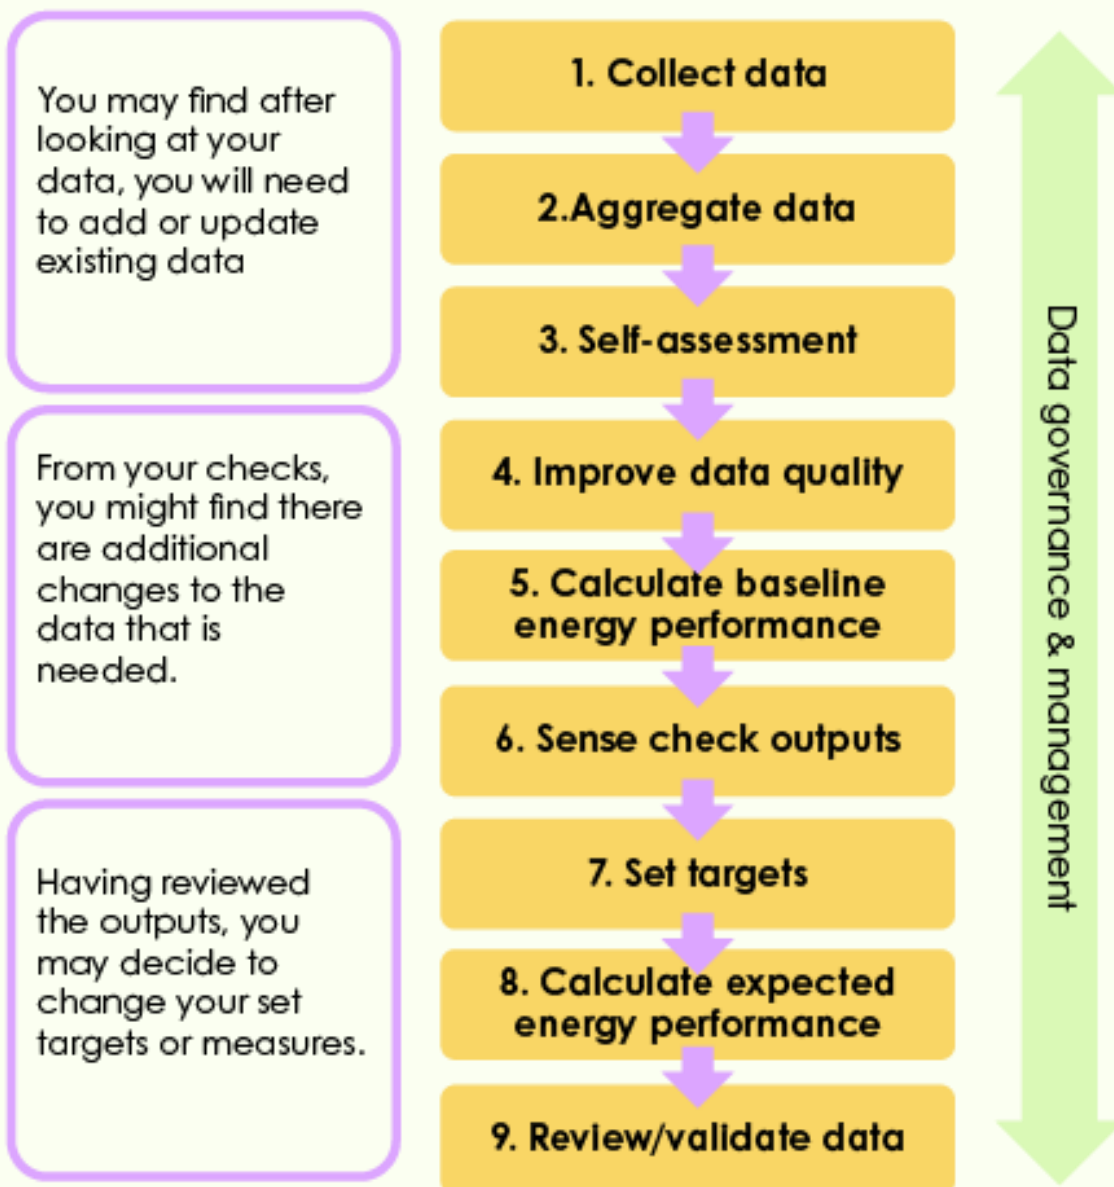 You may find after
looking at your
data, you will need
to add or update
existing data
From your checks,
you might find there
are additional
changes to the
data that is
needed.
Having reviewed
the outputs, you
may decide to
change your set
targets or measures.
1. Collect data
2.Aggregate data
3. Self-assessment
4. Improve data quality
5. Calculate baseline
energy performance
6. Sense check outputs
7. Set targets
8. Calculate expected
energy performance
9. Review/validate data
Data governance & management